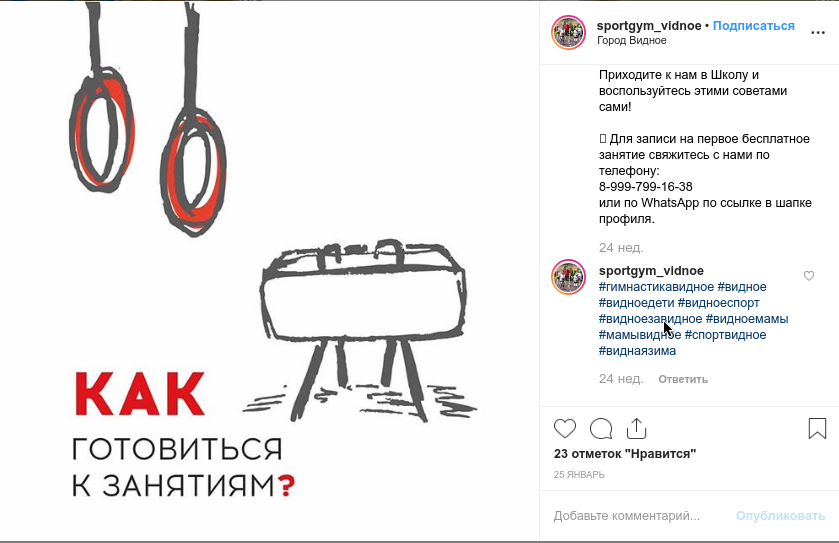 КАК
ГОТОВИТЬСЯ
К ЗАНЯТИЯМ?
sportgym_vidnoe • Подписаться
Город Видное
Приходите к нам в Школу и
воспользуйтесь этими советами
сами!
Для записи на первое бесплатное
занятие свяжитесь с нами по
телефону:
8-999-799-16-38
или по WhatsApp по ссылке в шапке
профиля.
24 нед.
sportgym_vidnoe
#гимнастикавидное #видное
#видноедети #видноеспорт
#видноезавидное #видноемамы
#мамывидное #спортвидное
#виднаязима
24 нед. Ответить
23 отметок "Нравится"
25 ЯНВАРЬ
Добавьте комментарий... Опубликовать